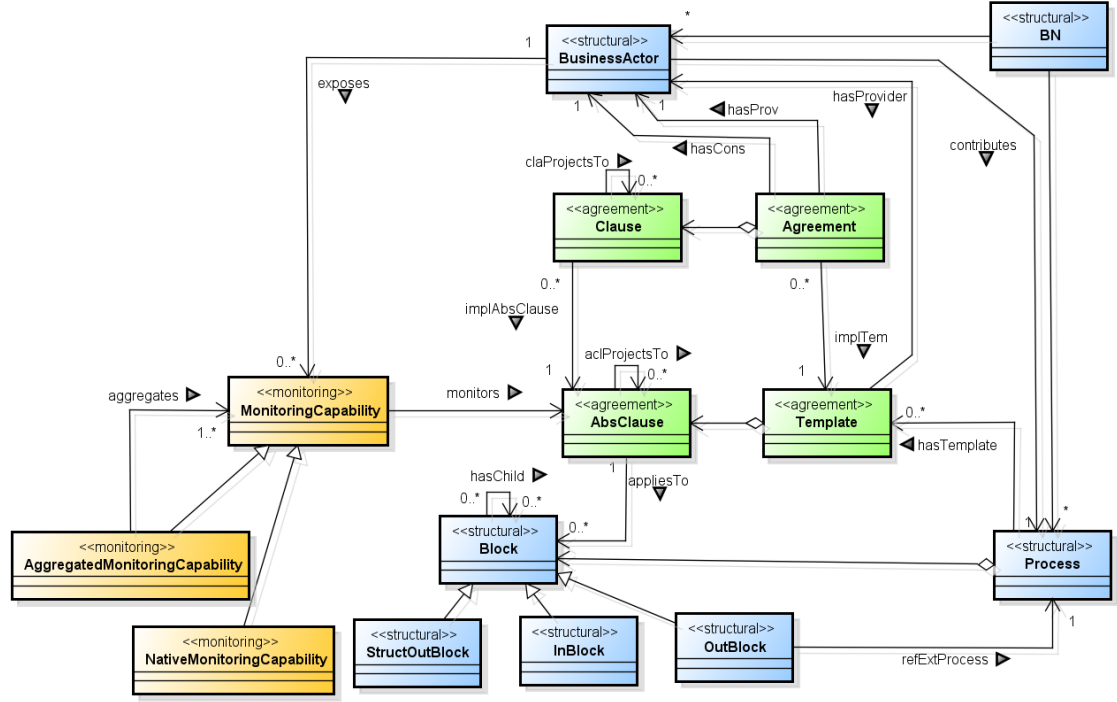 <<structural>>
BN
*
<<structural>>
BusinessActor
1
exposes
1
1
hasProv
hasProvider
hasCons
contributes
claProjectsTo
0..*
<<agreement>>
Clause
<<agreement>>
Agreement
0..*
0..*
implAbsClause
implTem
1
aclProjectsTo
0..*
1
0..*
aggregates
1..*
<<monitoring>>
MonitoringCapability
monitors
<<agreement>>
AbsClause
<<agreement>>
Template
0..*
hasTemplate
1
appliesTo
hasChild
0..*
0..*
0..*
1
*
<<structural>>
Block
<<structural>>
Process
<<monitoring>>
AggregatedMonitoringCapability
<<monitoring>>
NativeMonitoringCapability
<<structural>>
StructOutBlock
<<structural>>
InBlock
<<structural>>
OutBlock
refExtProcess
1